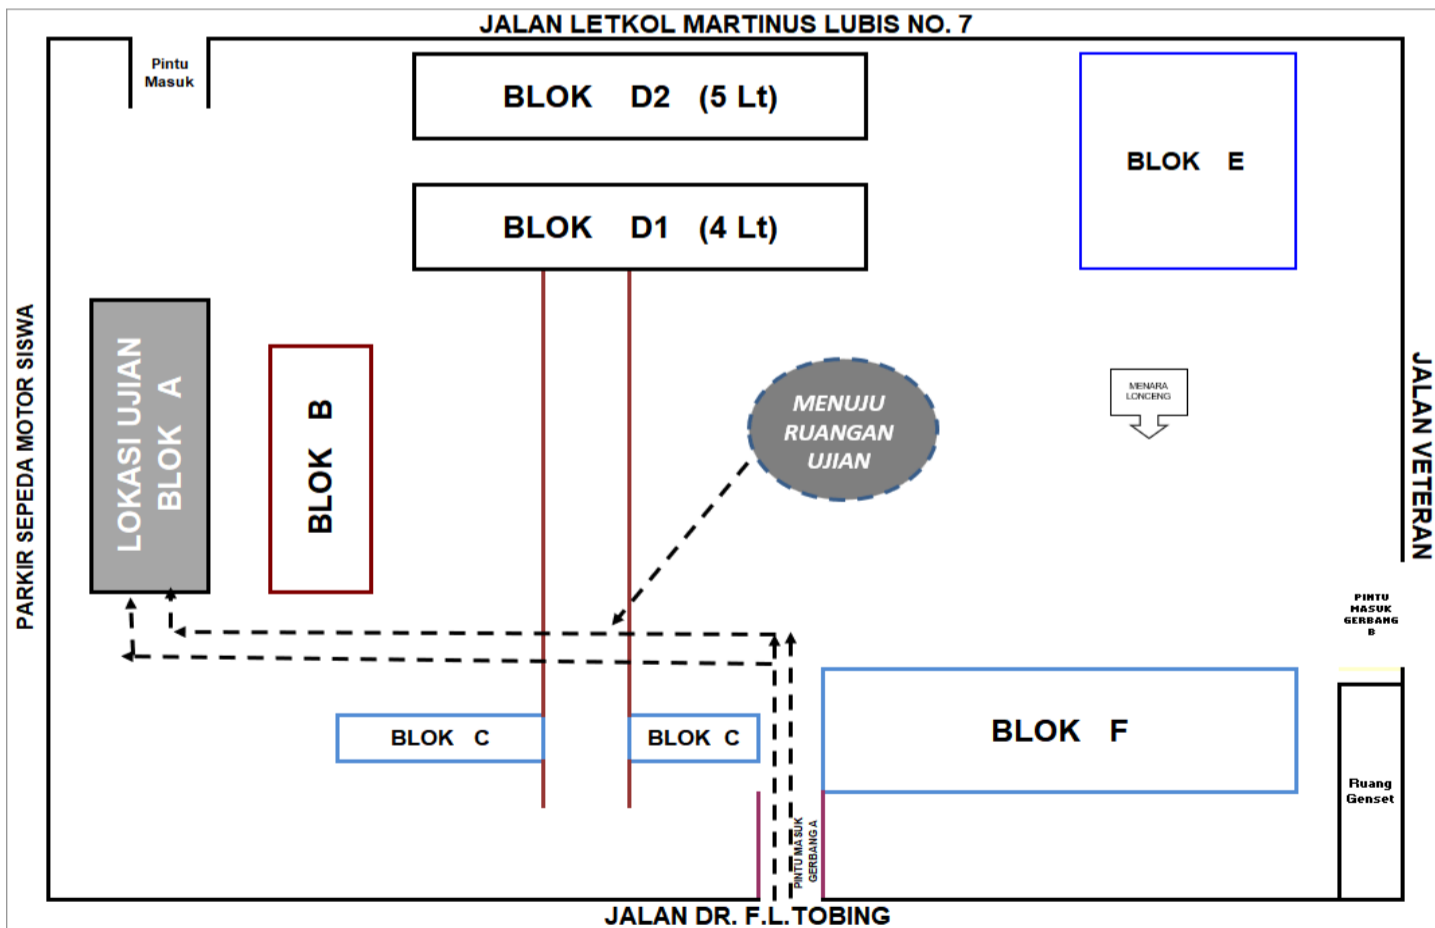 JALAN LETKOL MARTINUS LUBIS NO. 7
Pintu
Masuk
BLOK D2 (5 Lt)
BLOK E
BLOK D1 (4 Lt)
PARKIR SEPEDA MOTOR SISWA
LOKASI UJIAN
BLOK A
BLOK B
MENUJU
RUANGAN
UJIAN
MENARA
LONCENG
JALAN VETERAN
PINTU
MASUK
GERBANG
B
BLOK C
BLOK C
BLOK F
Ruang
Genset
PINTU MASUK
GERBANG A
JALAN DR. F.L.TOBING